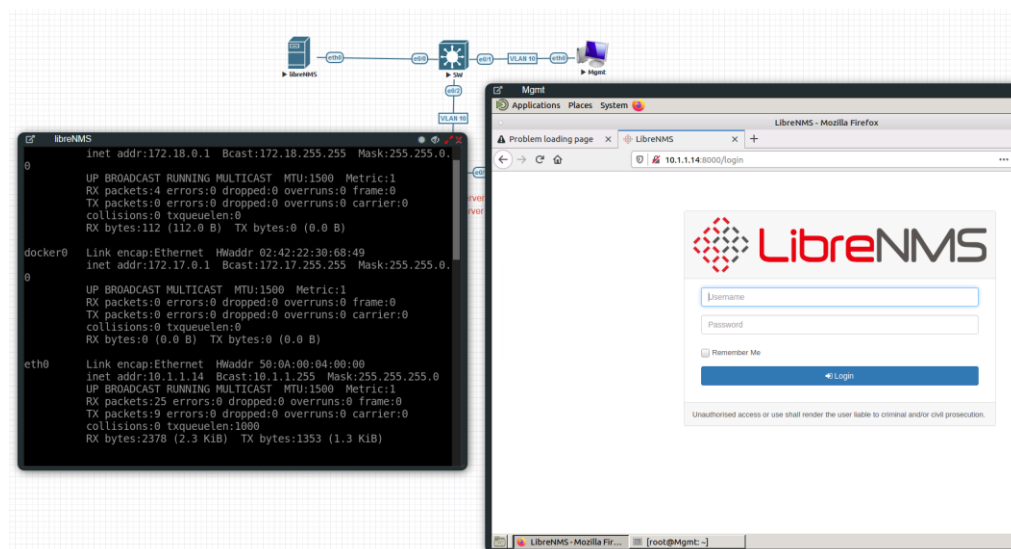 eth0
e0/0
e0/1
VLAN 10
eth0
libreNMS
SW
Mgmt
e0/2
VLAN 10
libreNMS
inet addr:172.18.0.1 Bcast:172.18.255.255 Mask:255.255.0.
0
UP BROADCAST RUNNING MULTICAST MTU:1500 Metric:1
RX packets:4 errors:0 dropped:0 overruns:0 frame:0
TX packets:0 errors:0 dropped:0 overruns:0 carrier:0
collisions:0 txqueuelen:0
RX bytes:112 (112.0 B) TX bytes:0 (0.0 B)
docker0 Link encap:Ethernet HWaddr 02:42:22:30:68:49
inet addr:172.17.0.1 Bcast:172.17.255.255 Mask:255.255.0.
0
UP BROADCAST MULTICAST MTU:1500 Metric:1
RX packets:0 errors:0 dropped:0 overruns:0 frame:0
TX packets:0 errors:0 dropped:0 overruns:0 carrier:0
collisions:0 txqueuelen:0
RX bytes:0 (0.0 B) TX bytes:0 (0.0 B)
eth0 Link encap:Ethernet HWaddr 50:0A:00:04:00:00
inet addr:10.1.1.14 Bcast:10.1.1.255 Mask:255.255.255.0
UP BROADCAST RUNNING MULTICAST MTU:1500 Metric:1
RX packets:25 errors:0 dropped:0 overruns:0 frame:0
TX packets:9 errors:0 dropped:0 overruns:0 carrier:0
collisions:0 txqueuelen:1000
RX bytes:2378 (2.3 KiB) TX bytes:1353 (1.3 KiB)
Mgmt
Applications Places System
LibreNMS - Mozilla Firefox
Problem loading page
LibreNMS
10.1.1.14:8000/login
LibreNMS
Username
Password
Remember Me
Login
Unauthorised access or use shall render the user liable to criminal and/or civil prosecution.
LibreNMS - Mozilla Fir...
[root@Mgmt: ~]